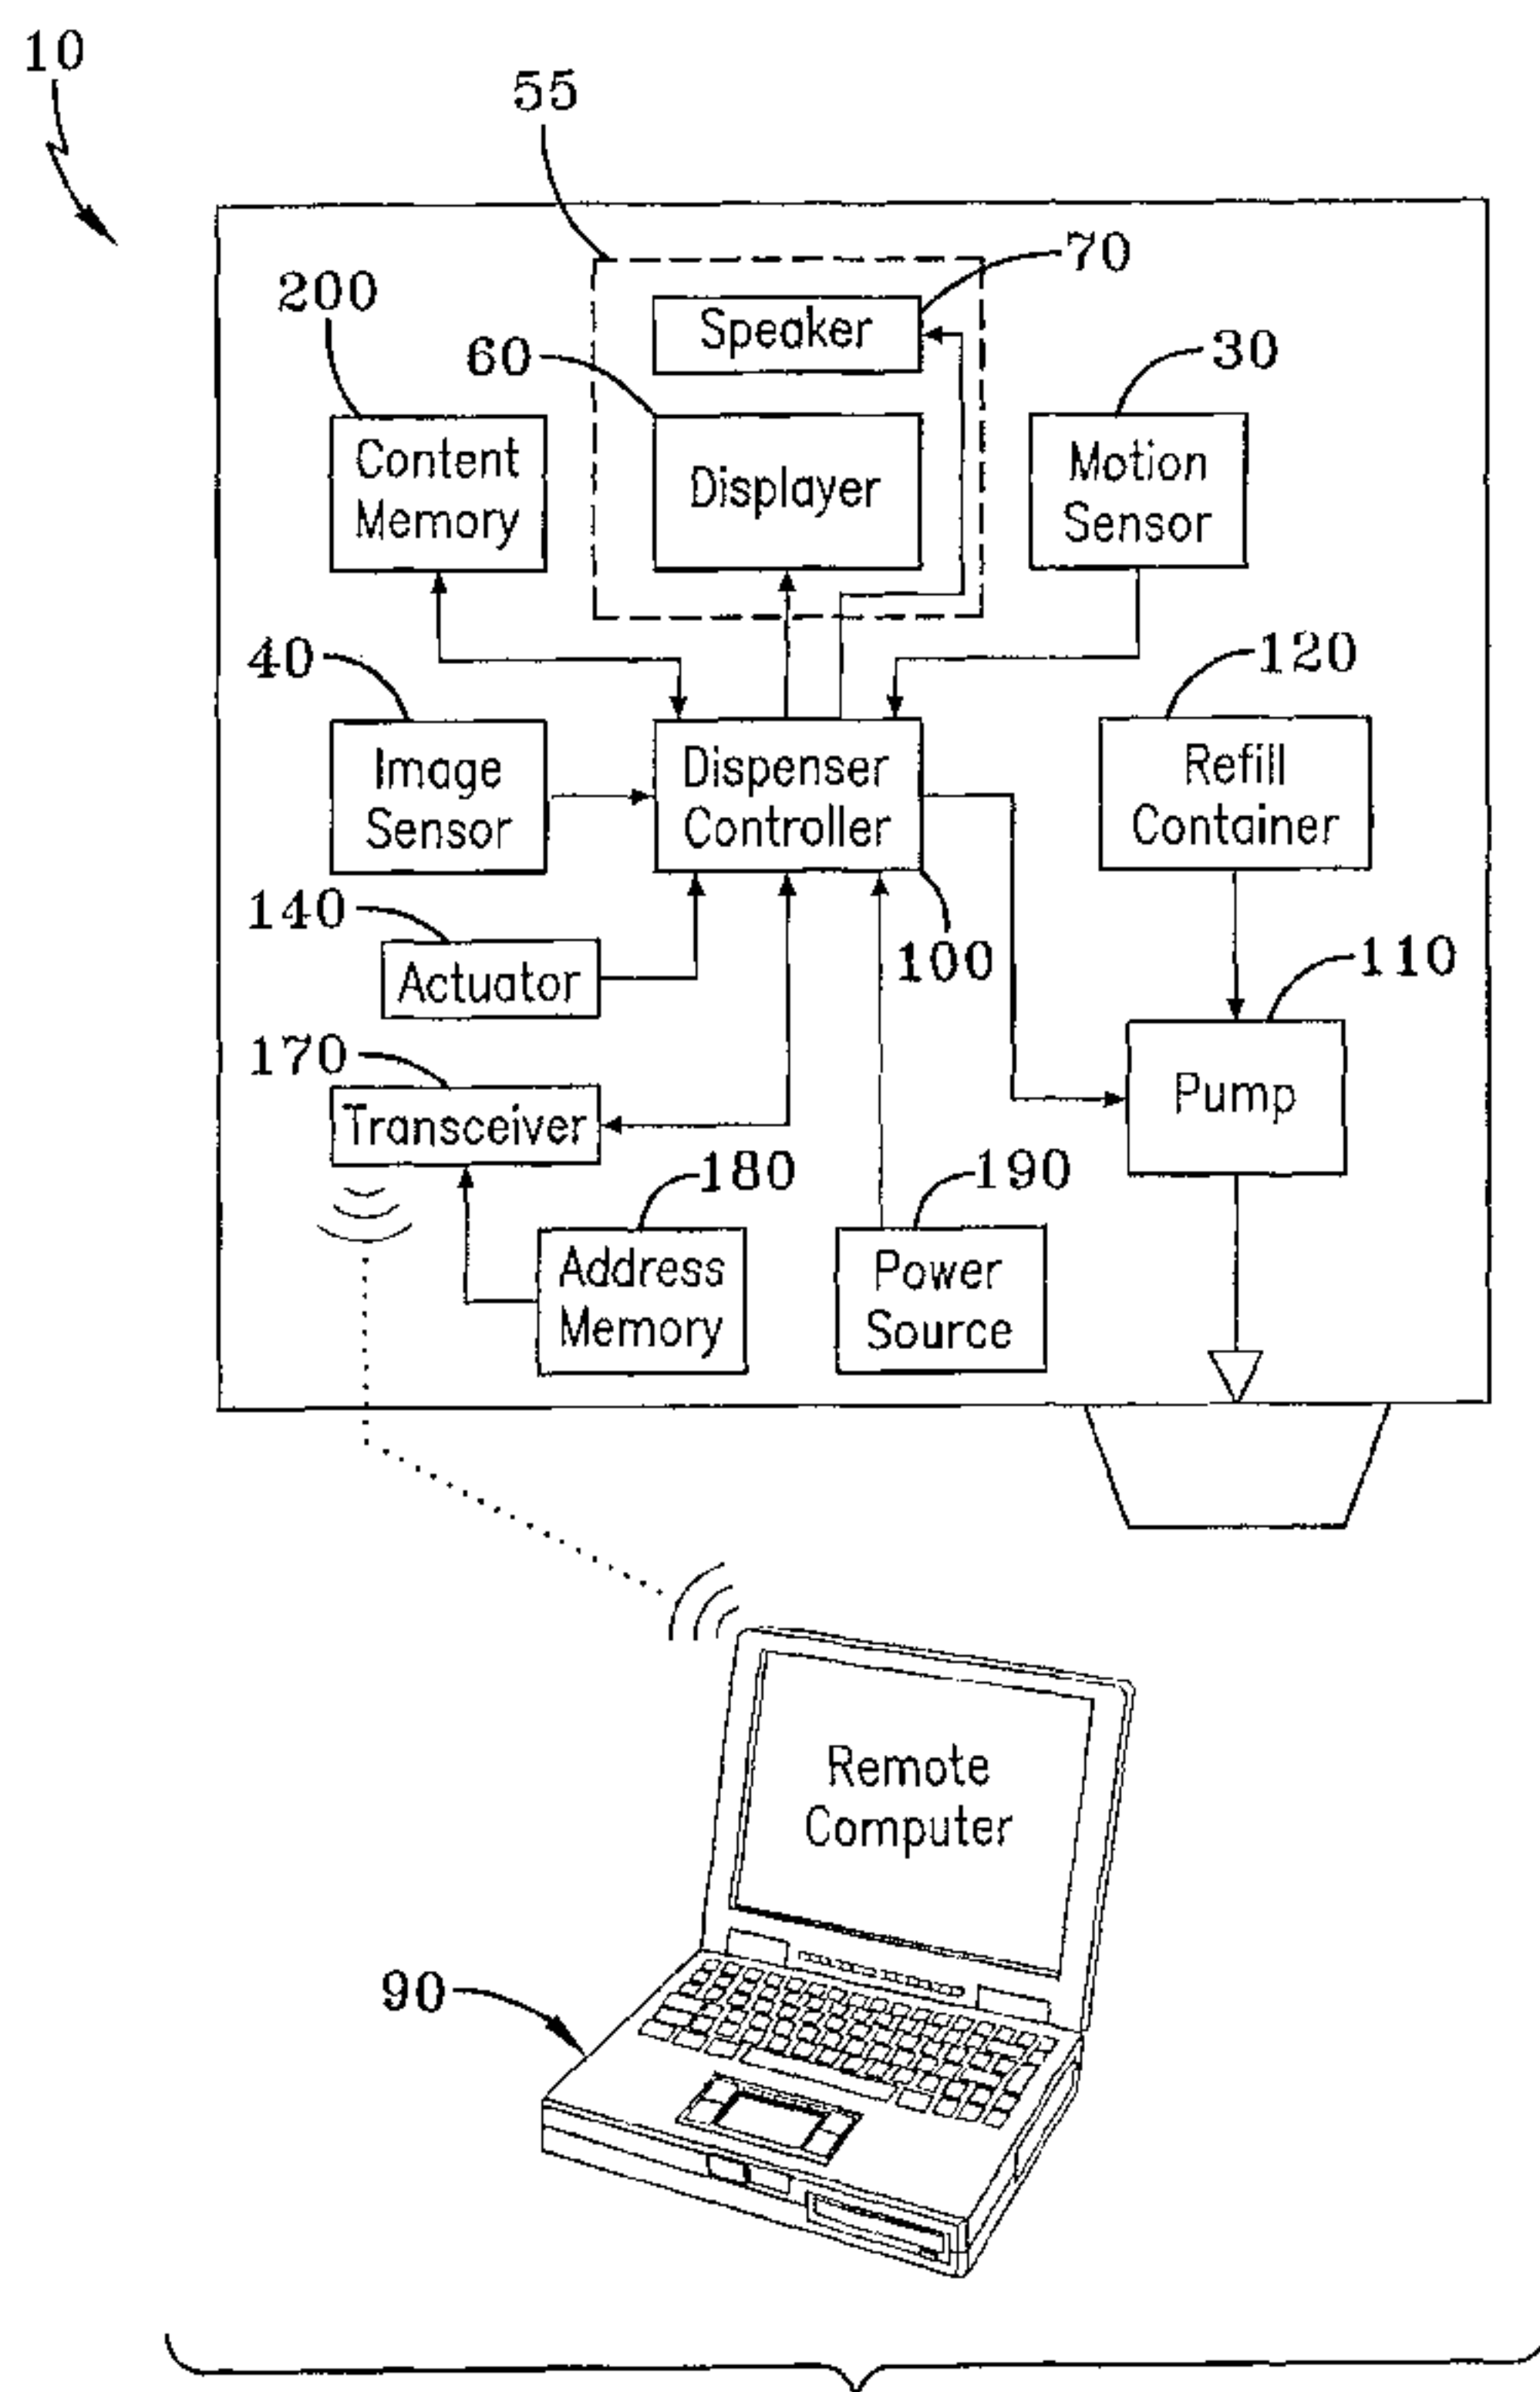 10
55
70
200
Speaker
60
30
Content
Memory
Displayer
Motion
Sensor
40
120
Image
Sensor
Dispenser
Controller
Refill
Container
140
100
110
Actuator
170
Pump
Transceiver
180
190
Address
Memory
Power
Source
Remote
Computer
90